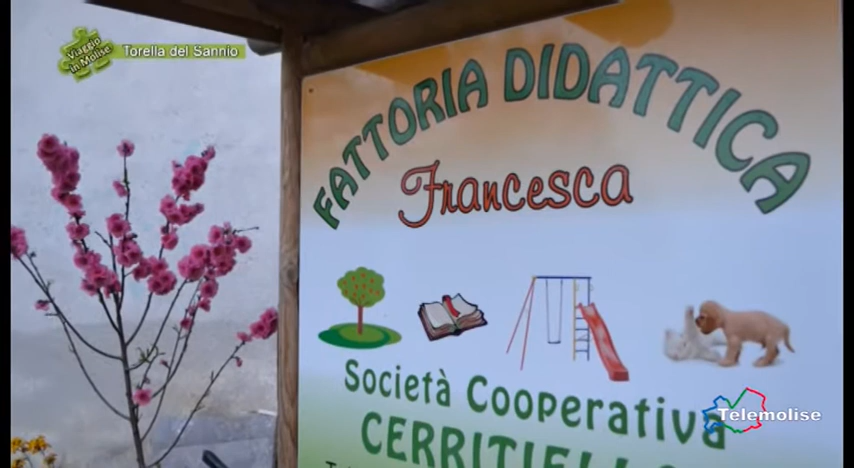 Viaggio
in Molise
Torella del Sannio
FATTORIA DIDATTICA
Francesca
Società Cooperativa
Telemolise